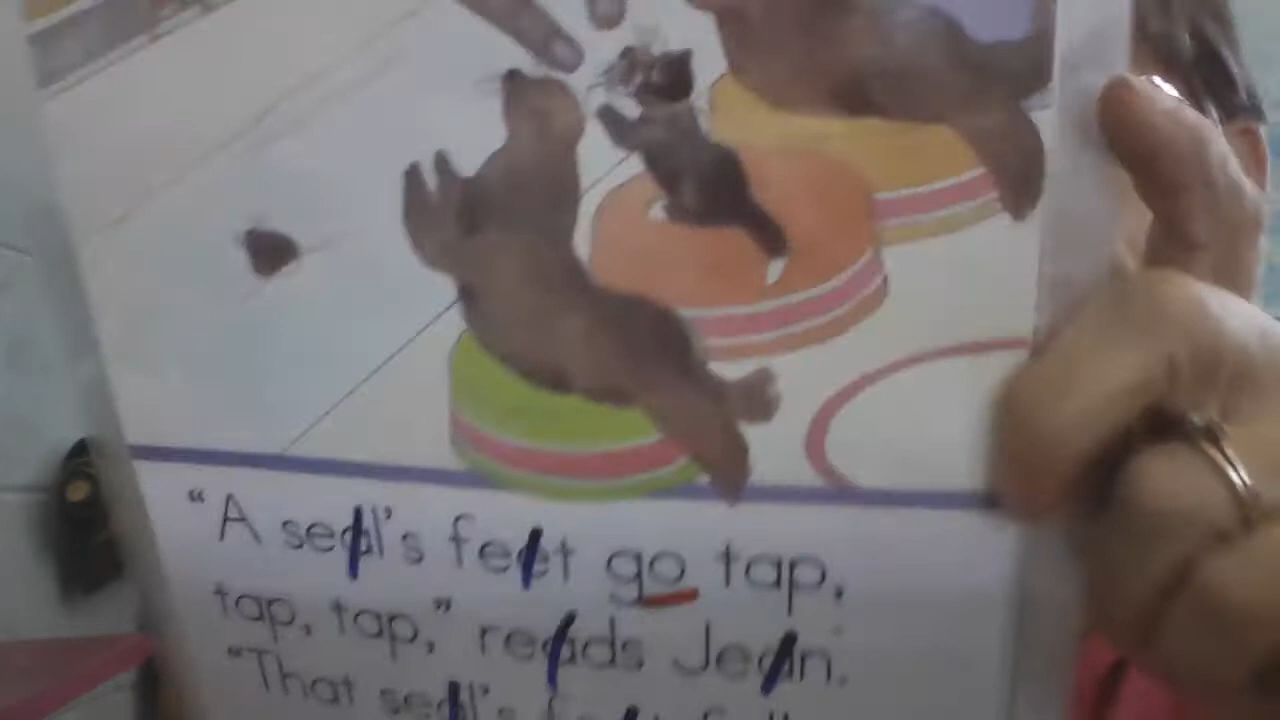 “A seal’s feet go tap,
tap, tap,” reads Jean.
“That seal’s feet